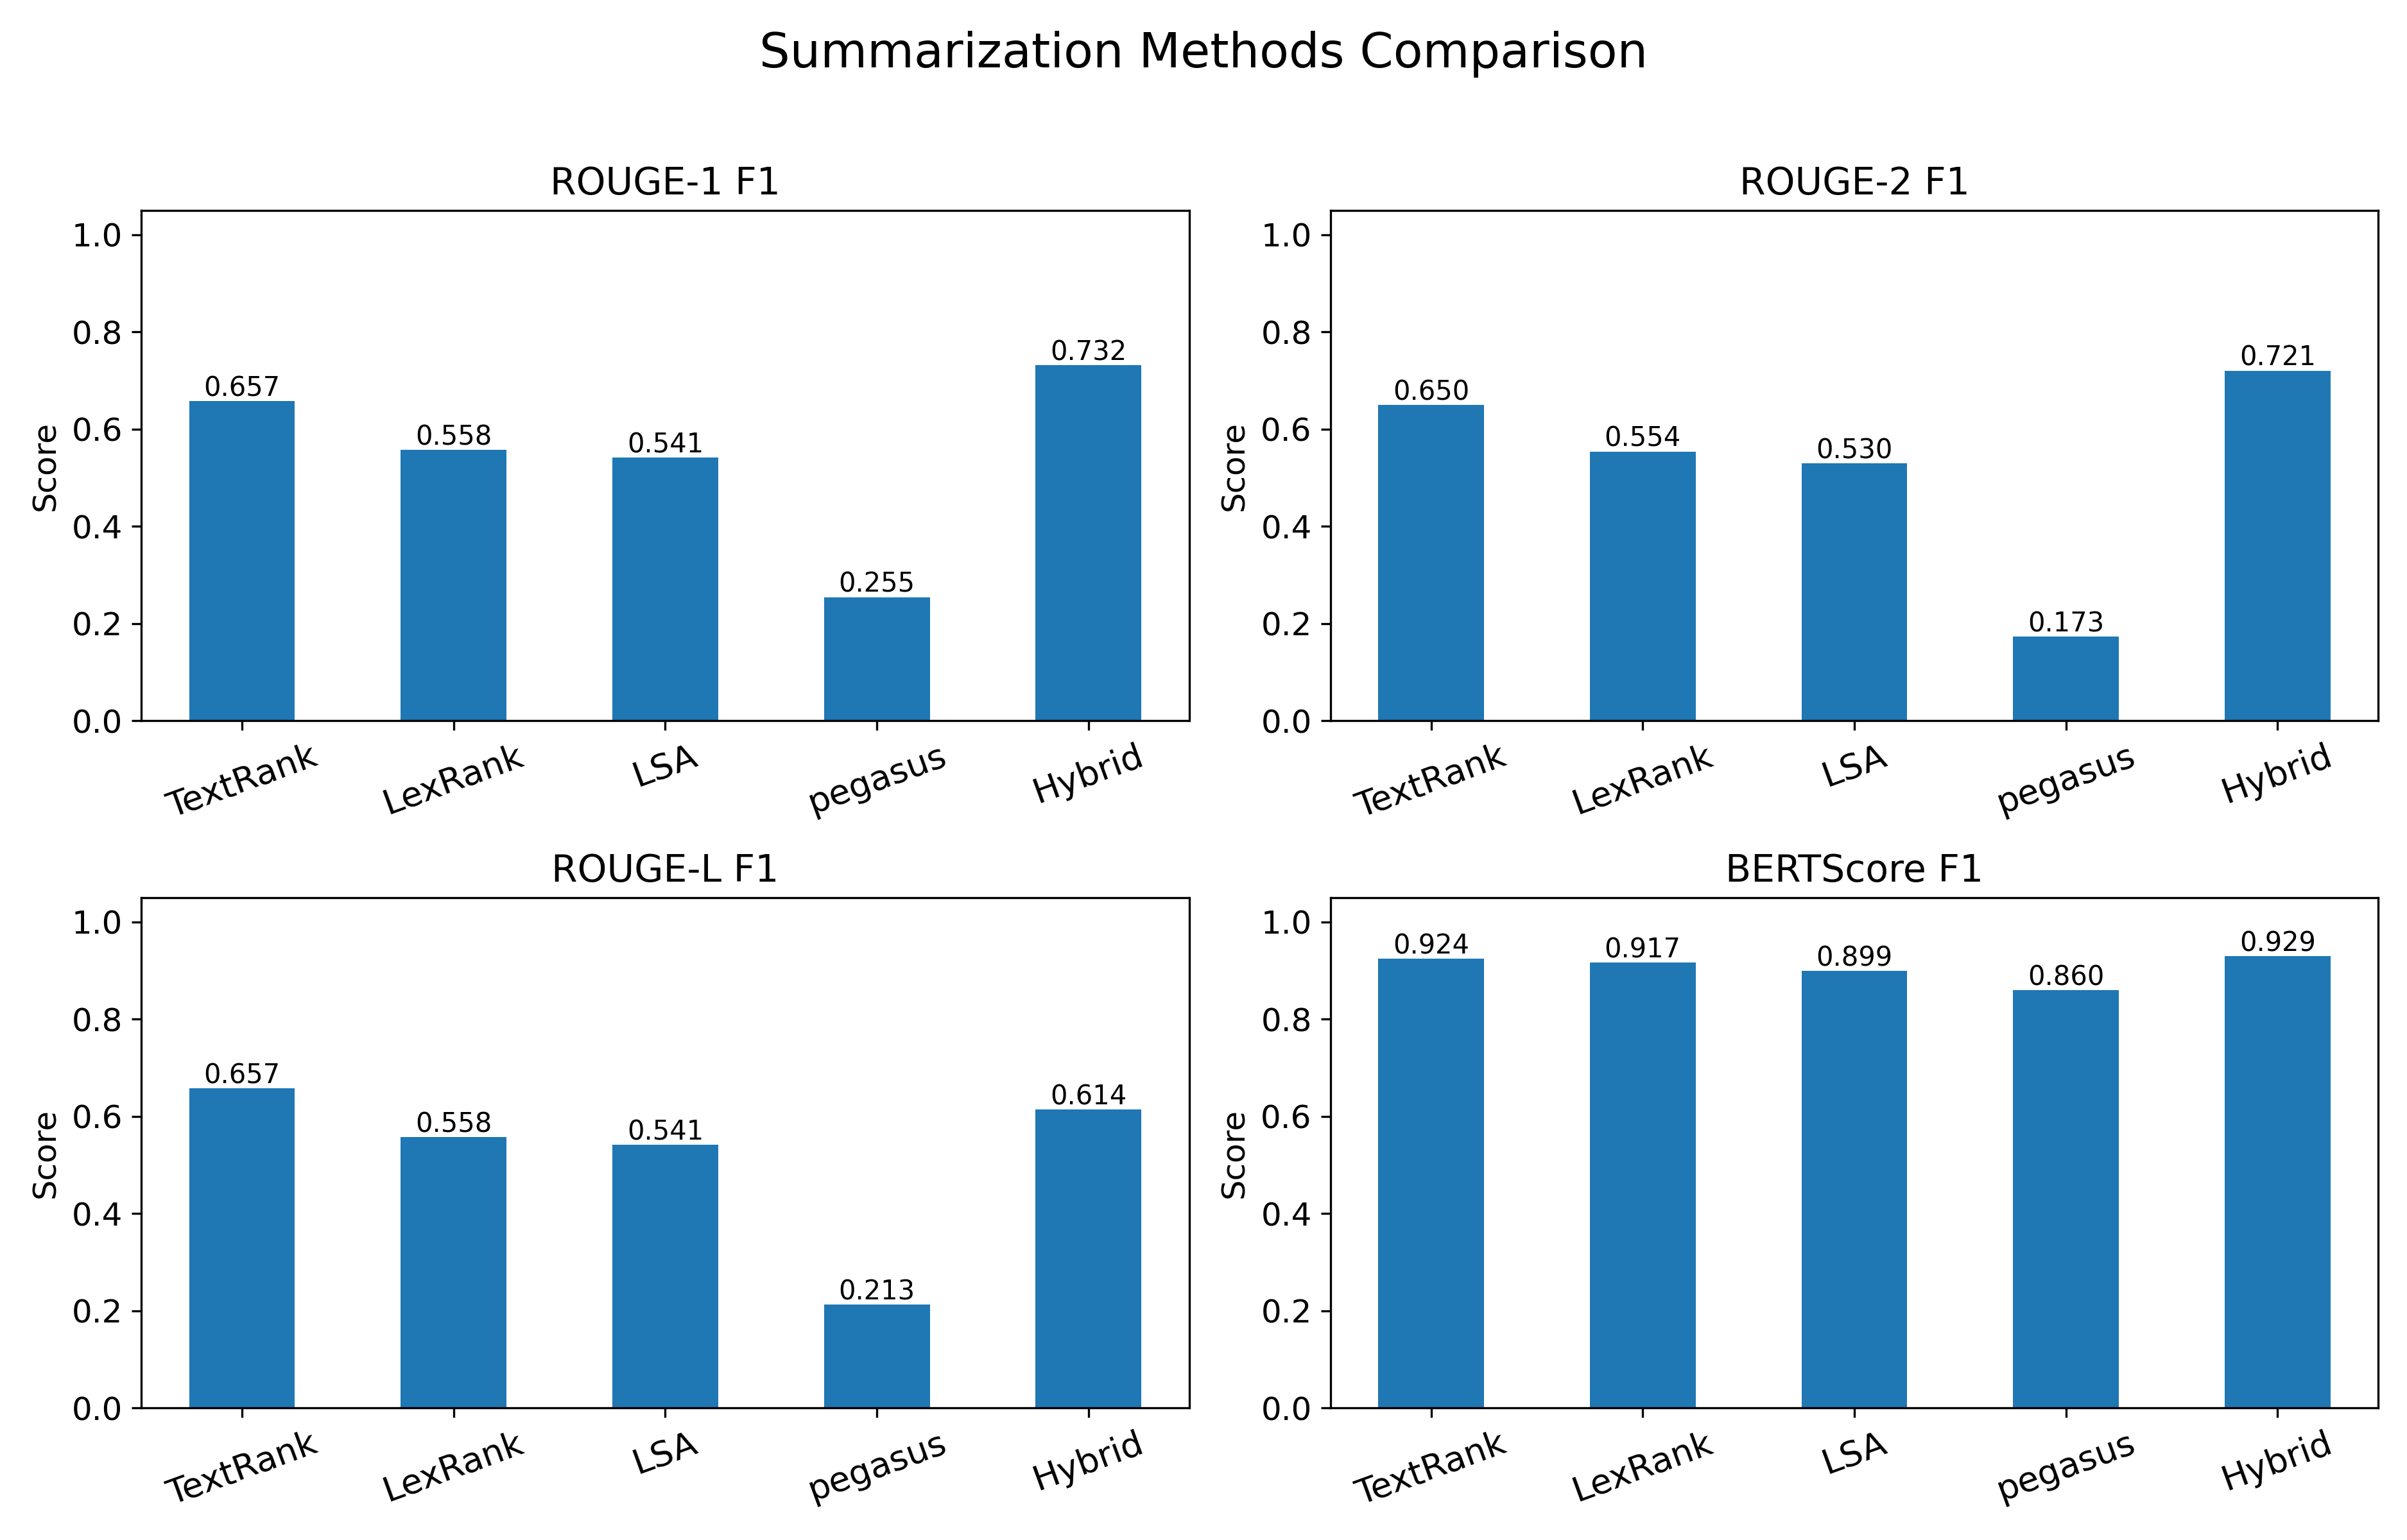 Summarization Methods Comparison
ROUGE-1 F1
Score
1.0
0.8
0.6
0.4
0.2
0.0
0.657
0.558
0.541
0.255
0.732
TextRank
LexRank
LSA
pegasus
Hybrid
ROUGE-2 F1
Score
1.0
0.8
0.6
0.4
0.2
0.0
0.650
0.554
0.530
0.173
0.721
TextRank
LexRank
LSA
pegasus
Hybrid
ROUGE-L F1
Score
1.0
0.8
0.6
0.4
0.2
0.0
0.657
0.558
0.541
0.213
0.614
TextRank
LexRank
LSA
pegasus
Hybrid
BERTScore F1
Score
1.0
0.8
0.6
0.4
0.2
0.0
0.924
0.917
0.899
0.860
0.929
TextRank
LexRank
LSA
pegasus
Hybrid